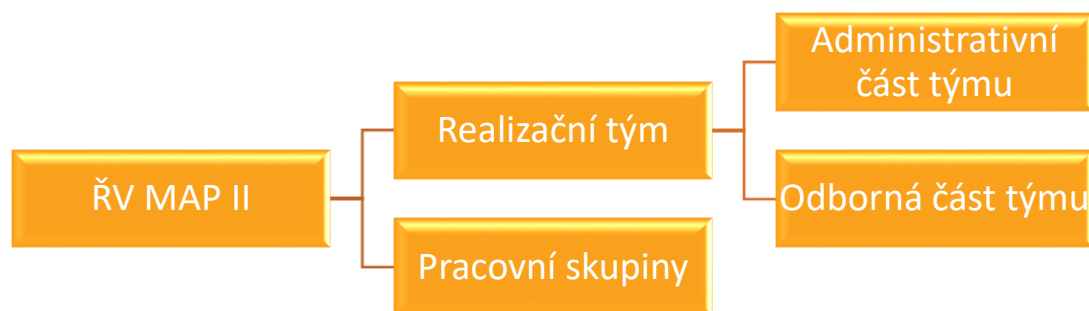 ŘV MAP II
Realizační tým
Pracovní skupiny
Administrativní
část týmu
Odborná část týmu